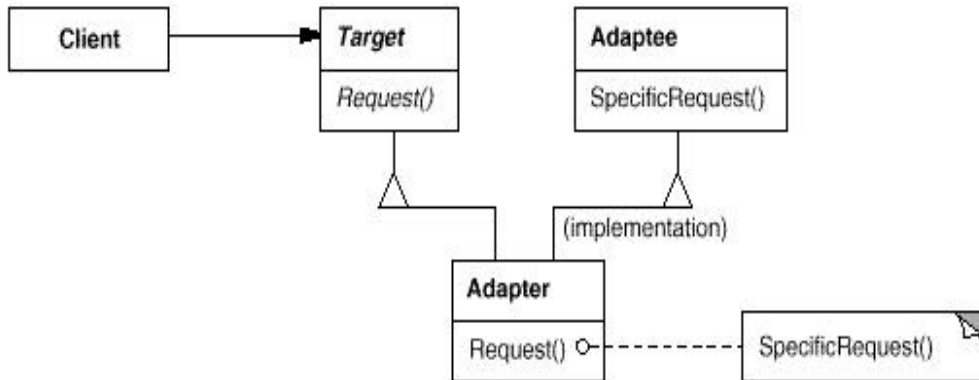 Client
Target
Request()
Adaptee
SpecificRequest()
(implementation)
Adapter
Request()
SpecificRequest()